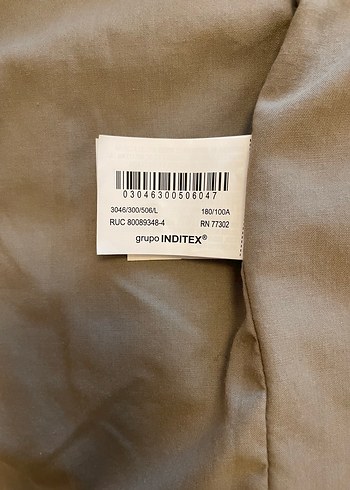 03046300506047
3046/300/506/L 180/100A
RUC 80089348-4 RN 77302
grupo INDITEX®